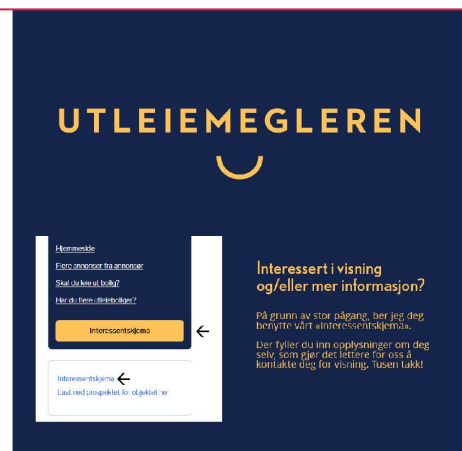 UTLEIEMEGLEREN
Hjemmeside
Flere annonser fra annonsør
Skal du leie ut bolig?
Har du flere utleieboliger?
Interessentskjema
Interessentskjema
Last ned prospektet for objektet her
Interessert i visning
og/eller mer informasjon?
På grunn av stor pågang, ber jeg deg
benytte vårt «Interessentskjema».
Der fyller du inn opplysninger om deg
selv, som gjør det lettere for oss å
kontakte deg for visning. Tusen takk!